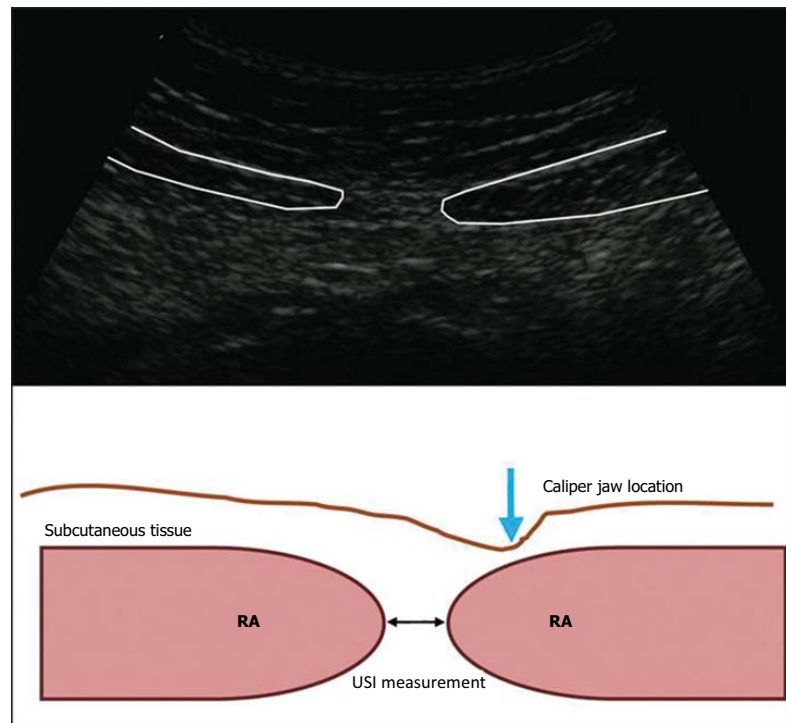 Caliper jaw location
Subcutaneous tissue
RA
RA
USI measurement